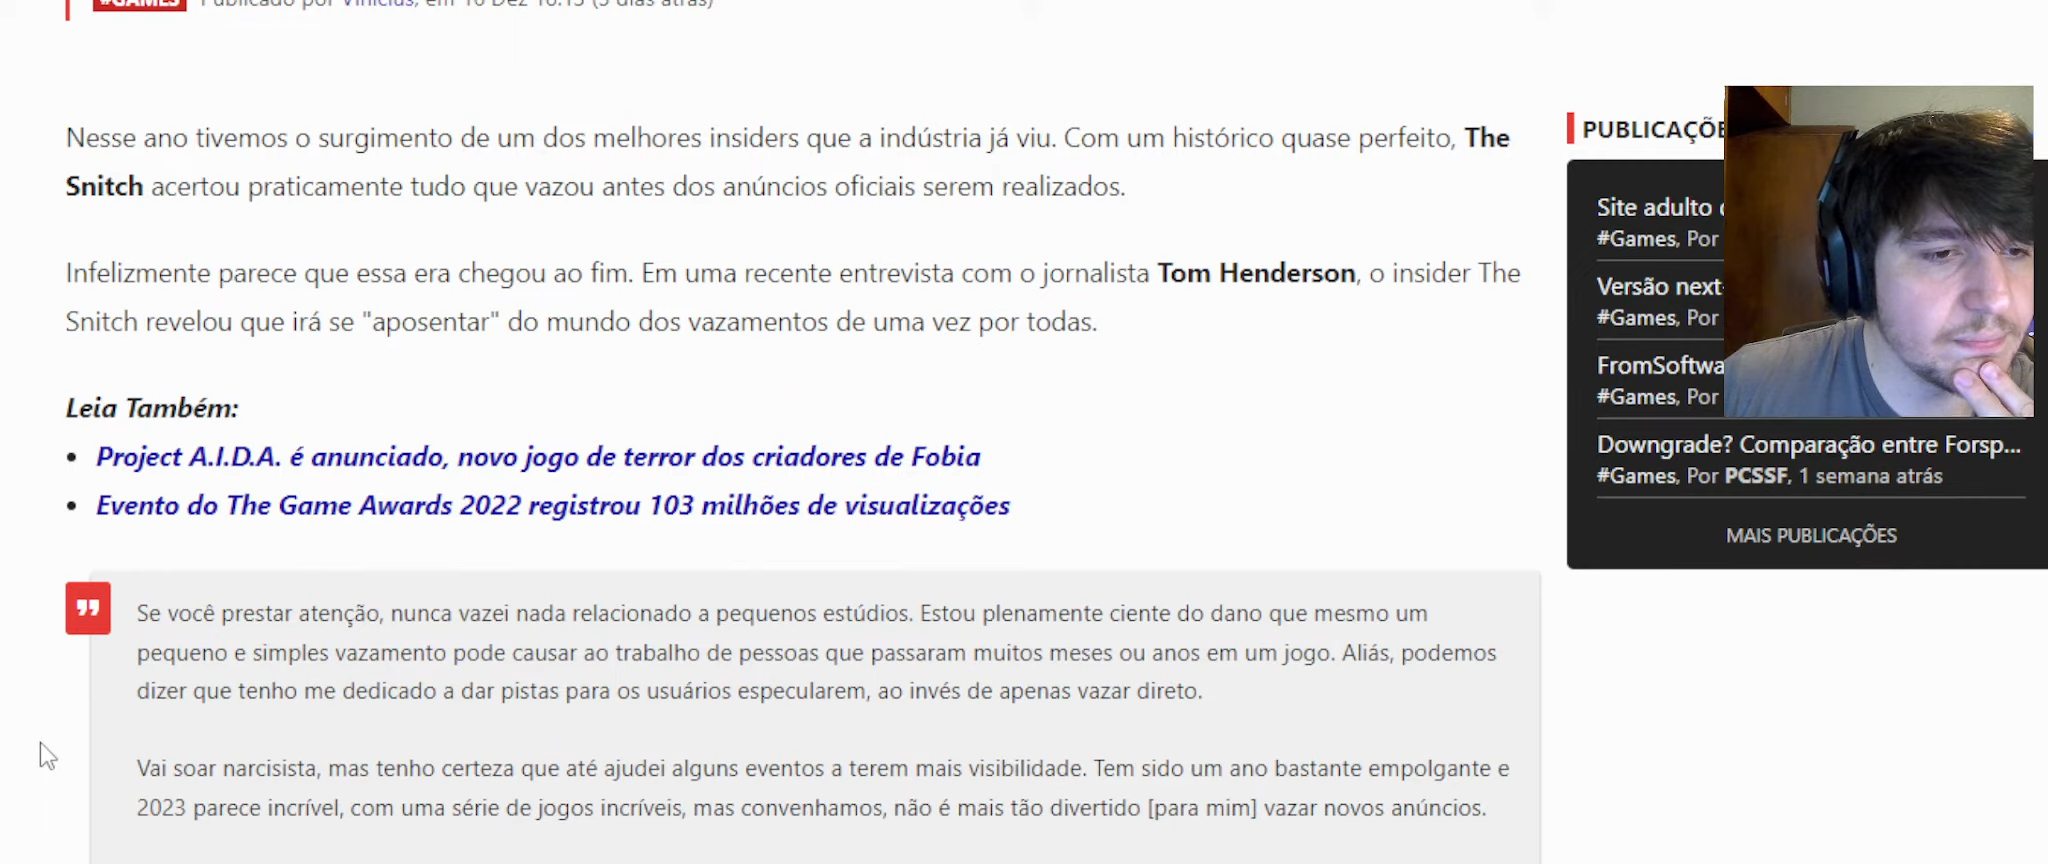 #GAMES Publicado por Vinicius, em 16 Dez 16:15 (3 dias atrás)
Nesse ano tivemos o surgimento de um dos melhores insiders que a indústria já viu. Com um histórico quase perfeito, The
Snitch acertou praticamente tudo que vazou antes dos anúncios oficiais serem realizados.
Infelizmente parece que essa era chegou ao fim. Em uma recente entrevista com o jornalista Tom Henderson, o insider The
Snitch revelou que irá se "aposentar" do mundo dos vazamentos de uma vez por todas.
Leia Também:
• Project A.I.D.A. é anunciado, novo jogo de terror dos criadores de Fobia
• Evento do The Game Awards 2022 registrou 103 milhões de visualizações
Se você prestar atenção, nunca vazei nada relacionado a pequenos estúdios. Estou plenamente ciente do dano que mesmo um
pequeno e simples vazamento pode causar ao trabalho de pessoas que passaram muitos meses ou anos em um jogo. Aliás, podemos
dizer que tenho me dedicado a dar pistas para os usuários especularem, ao invés de apenas vazar direto.
Vai soar narcisista, mas tenho certeza que até ajudei alguns eventos a terem mais visibilidade. Tem sido um ano bastante empolgante e
2023 parece incrível, com uma série de jogos incríveis, mas convenhamos, não é mais tão divertido [para mim] vazar novos anúncios.
PUBLICAÇÕE
Site adulto
#Games, Por
Versão next-
#Games, Por
FromSoftwa
#Games, Por
Downgrade? Comparação entre Forsp...
#Games, Por PCSSF, 1 semana atrás
MAIS PUBLICAÇÕES